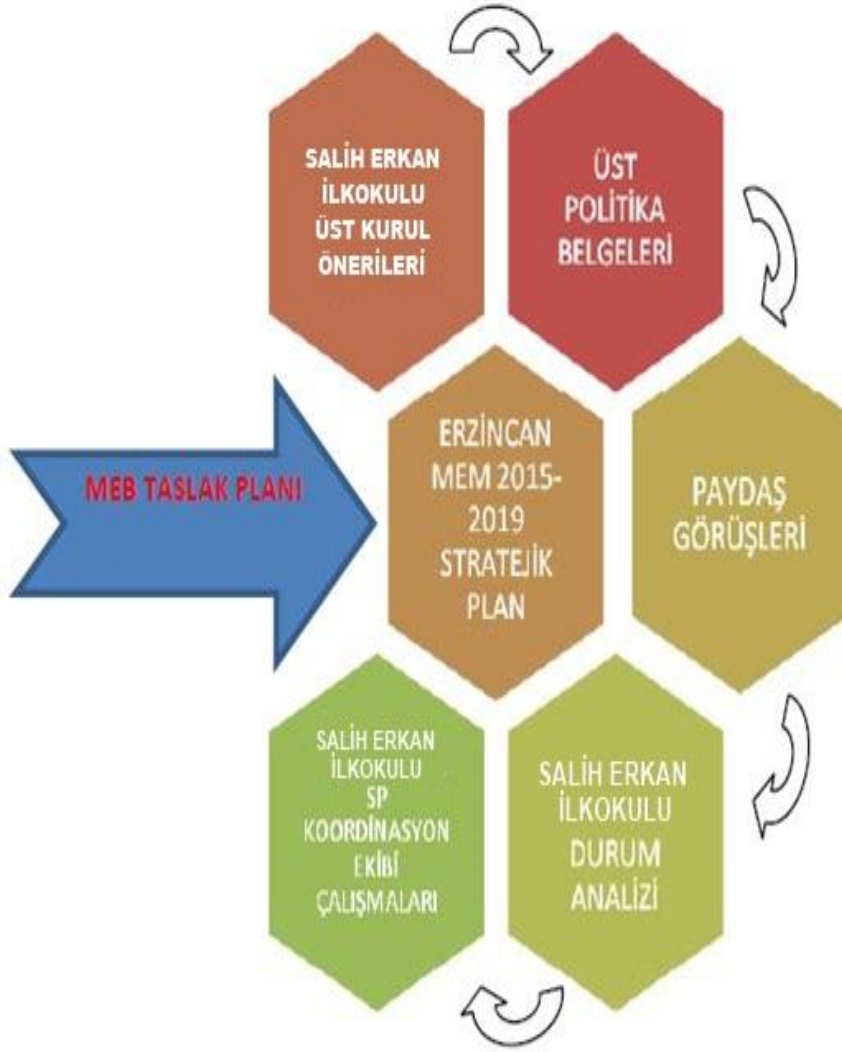 SALİH ERKAN
İLKOKULU
ÜST KURUL
ÖNERİLERİ
ÜST
POLİTİKA
BELGELERİ
MEB TASLAK PLANI
ERZİNCAN
MEM 2015-
2019
STRATEJİK
PLAN
PAYDAŞ
GÖRÜŞLERİ
SALİH ERKAN
İLKOKULU
SP
KOORDİNASYON
EKİBİ
ÇALIŞMALARI
SALİH ERKAN
İLKOKULU
DURUM
ANALİZİ